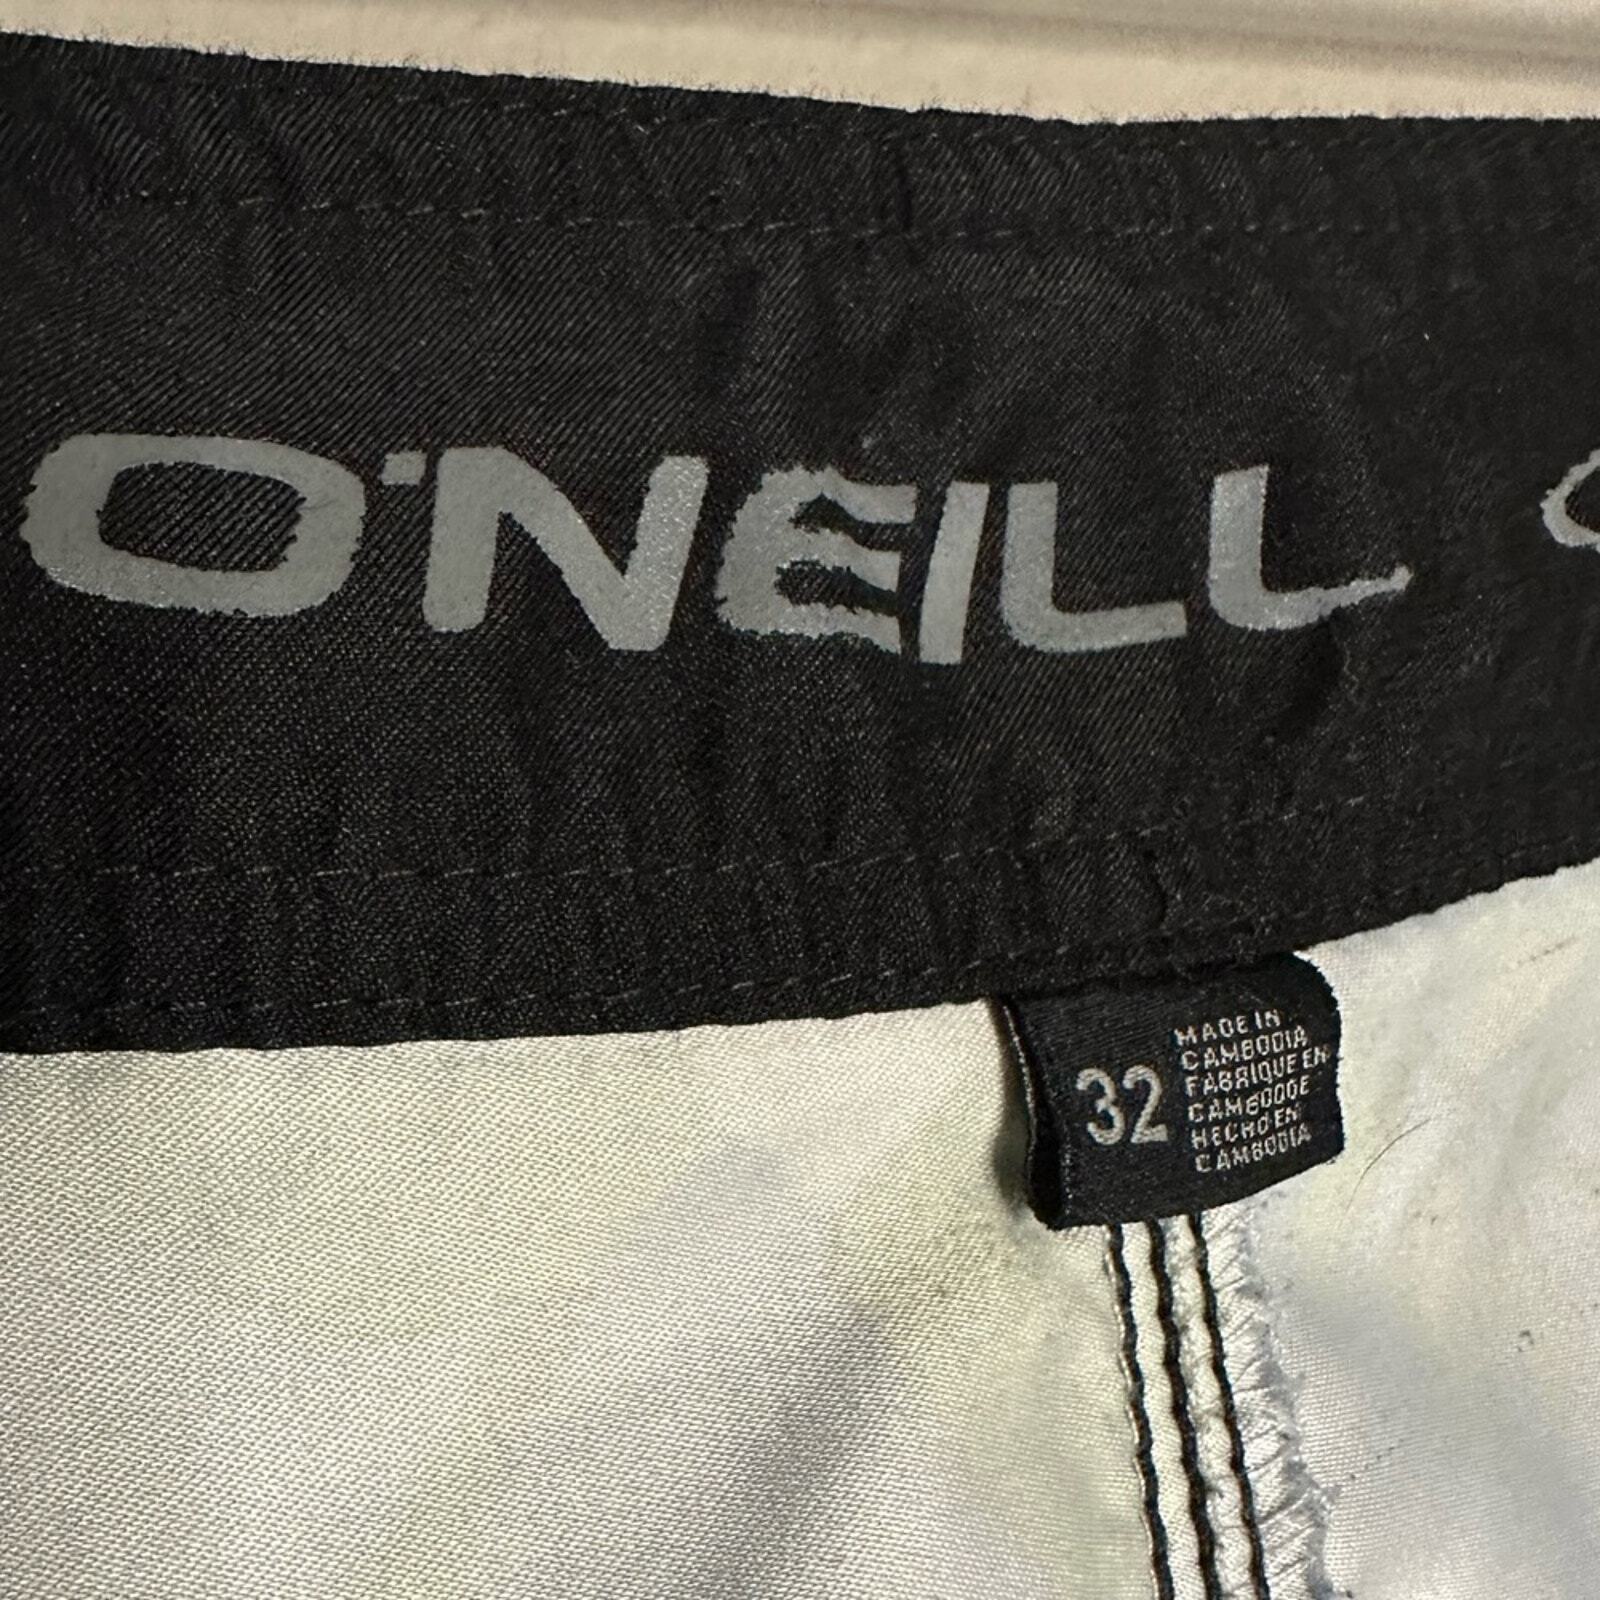 O'NEILL
32
MADE IN
CAMBODIA
FABRIQUE EN
CAMBODGE
HECHO EN
CAMBODIA